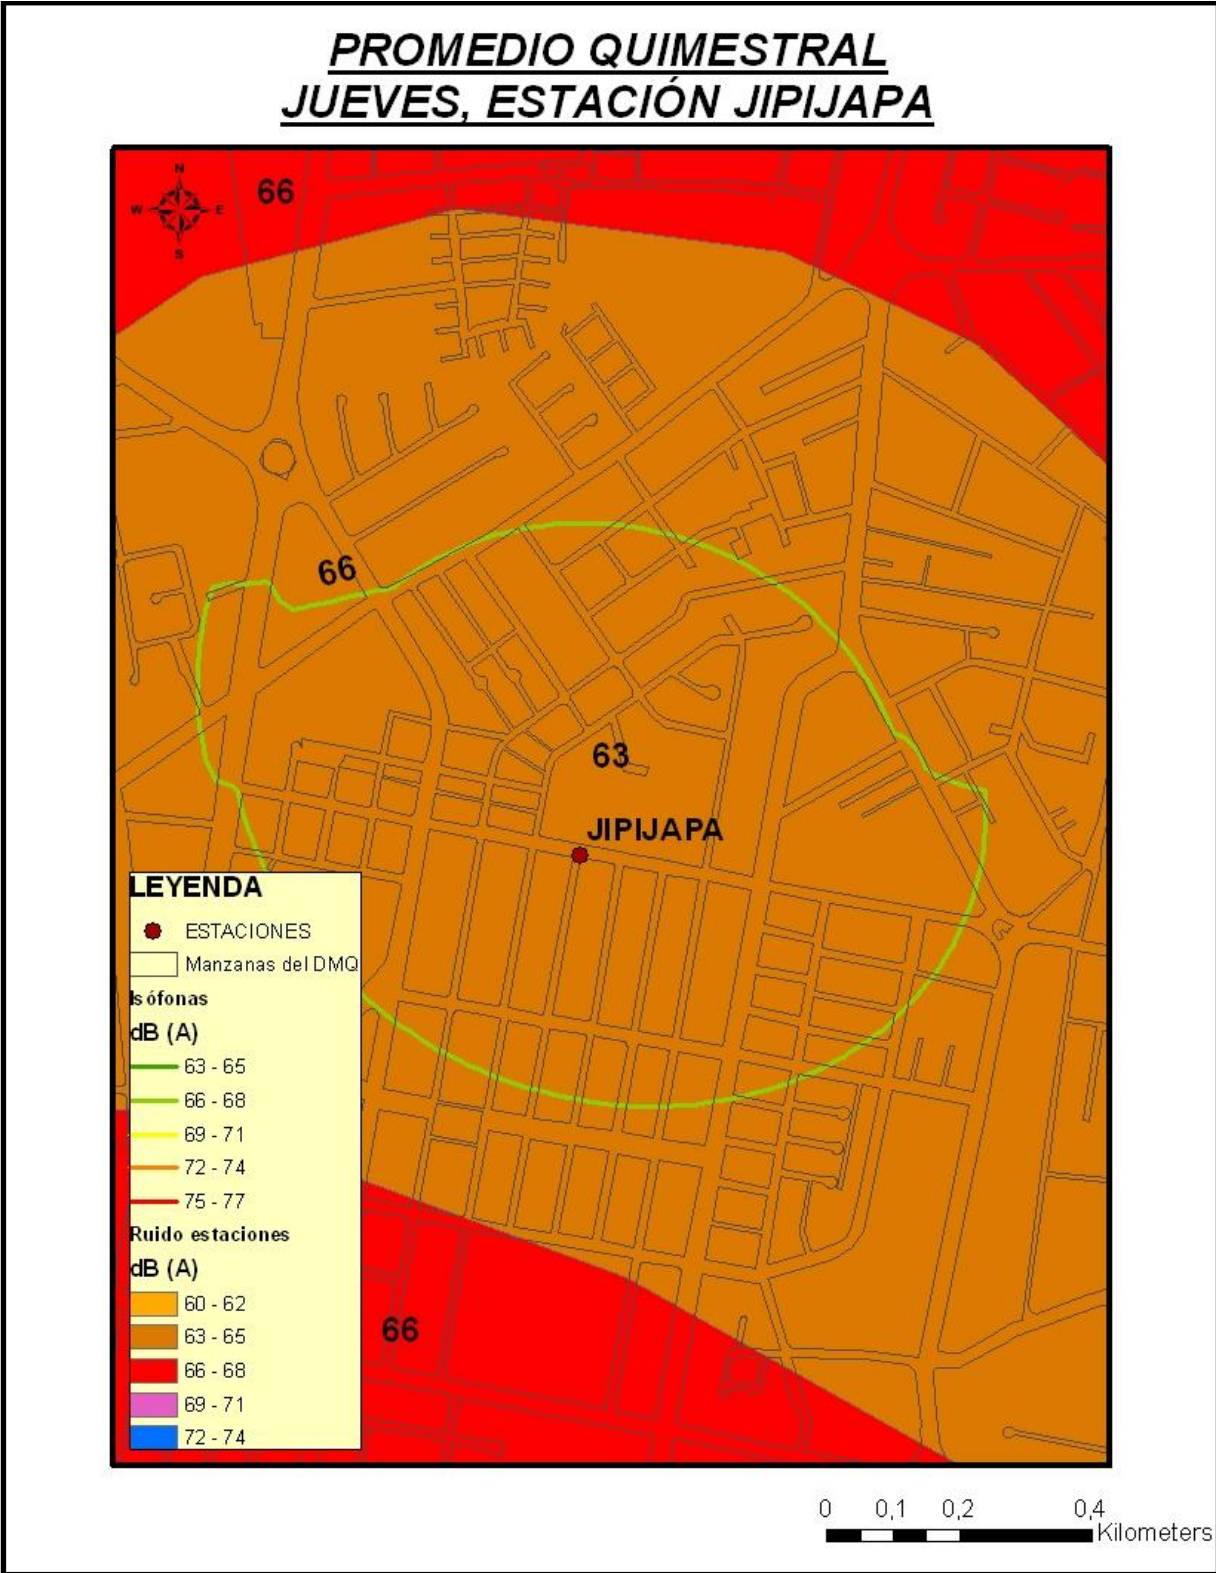 PROMEDIO QUIMESTRAL
JUEVES, ESTACIÓN JIPIJAPA
N
W E
S
66
66
63
JIPIJAPA
LEYENDA
ESTACIONES
Manzanas del DMQ
Isófonas
dB (A)
63 - 65
66 - 68
69 - 71
72 - 74
75 - 77
Ruido estaciones
dB (A)
60 - 62
63 - 65
66 - 68
69 - 71
72 - 74
66
0 0,1 0,2 0,4
Kilometers